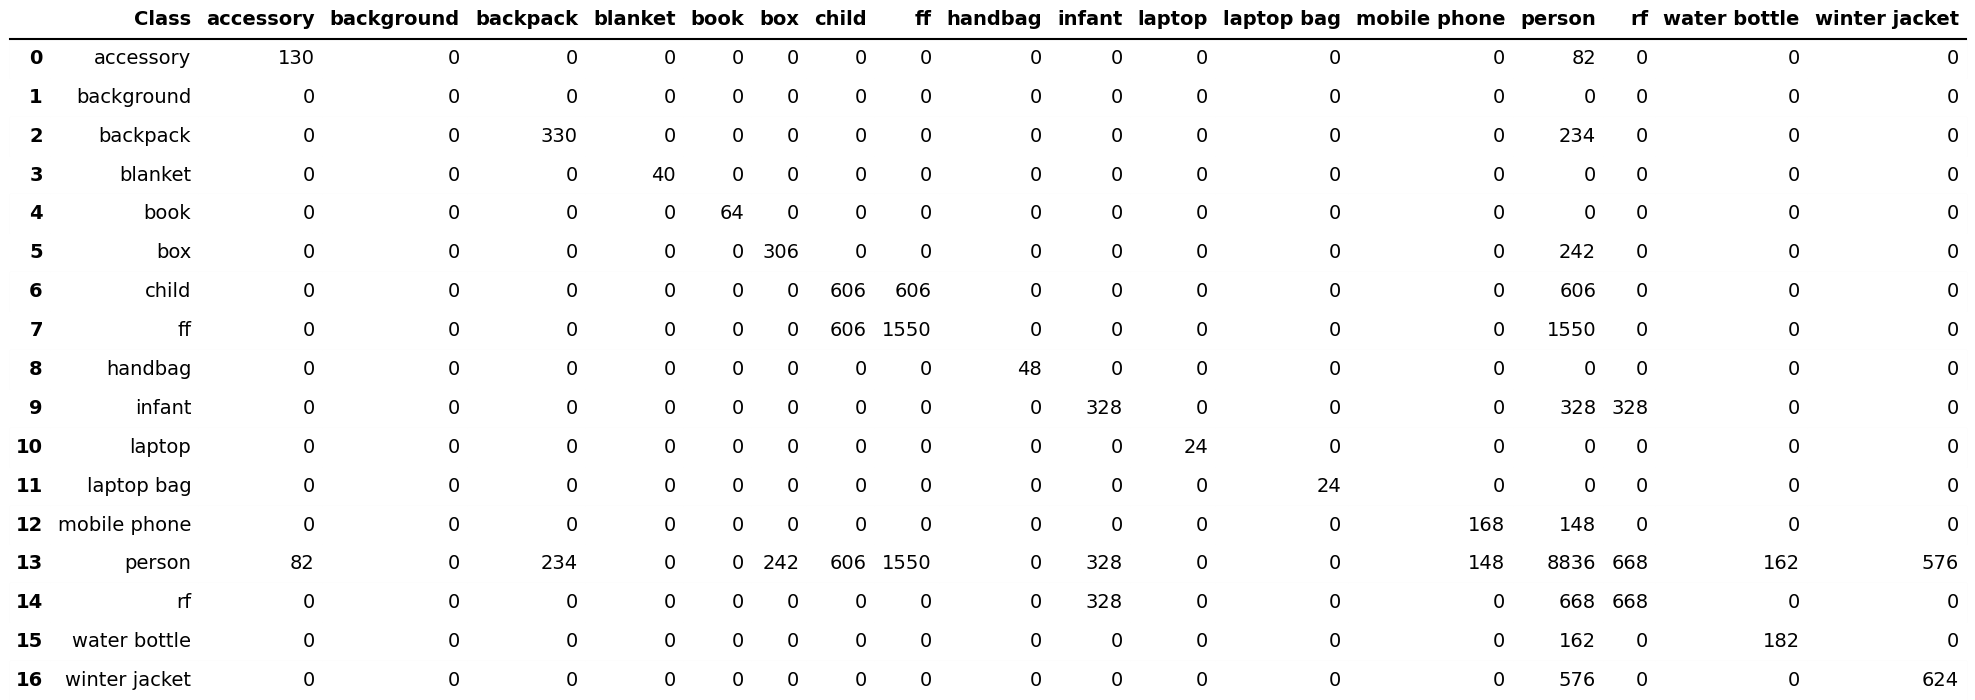 Class accessory background backpack blanket book box child ff handbag infant laptop laptop bag mobile phone person rf water bottle winter jacket
0 accessory 130 0 0 0 0 0 0 0 0 0 0 0 0 82 0 0 0
1 background 0 0 0 0 0 0 0 0 0 0 0 0 0 0 0 0 0
2 backpack 0 0 330 0 0 0 0 0 0 0 0 0 0 234 0 0 0
3 blanket 0 0 0 40 0 0 0 0 0 0 0 0 0 0 0 0 0
4 book 0 0 0 0 64 0 0 0 0 0 0 0 0 0 0 0 0
5 box 0 0 0 0 0 306 0 0 0 0 0 0 0 242 0 0 0
6 child 0 0 0 0 0 0 606 606 0 0 0 0 0 606 0 0 0
7 ff 0 0 0 0 0 0 606 1550 0 0 0 0 0 1550 0 0 0
8 handbag 0 0 0 0 0 0 0 0 48 0 0 0 0 0 0 0 0
9 infant 0 0 0 0 0 0 0 0 0 328 0 0 0 328 328 0 0
10 laptop 0 0 0 0 0 0 0 0 0 0 24 0 0 0 0 0 0
11 laptop bag 0 0 0 0 0 0 0 0 0 0 0 24 0 0 0 0 0
12 mobile phone 0 0 0 0 0 0 0 0 0 0 0 0 168 148 0 0 0
13 person 82 0 234 0 0 242 606 1550 0 328 0 0 148 8836 668 162 576
14 rf 0 0 0 0 0 0 0 0 0 328 0 0 0 668 668 0 0
15 water bottle 0 0 0 0 0 0 0 0 0 0 0 0 0 162 0 182 0
16 winter jacket 0 0 0 0 0 0 0 0 0 0 0 0 0 576 0 0 624